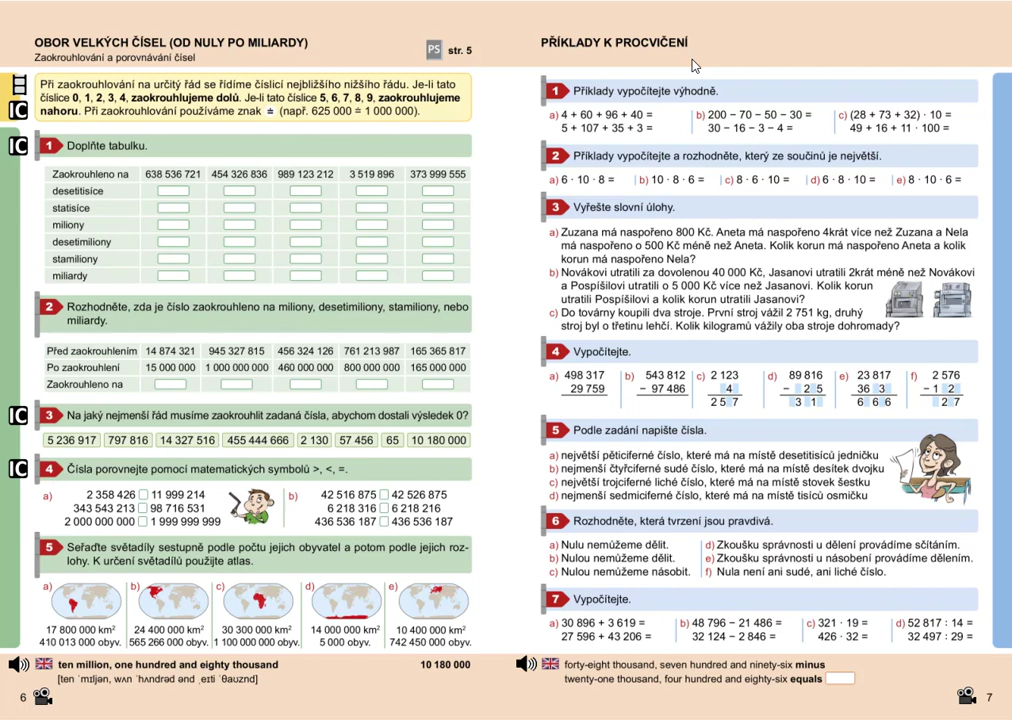 OBOR VELKÝCH ČÍSEL (OD NULY PO MILIARDY)
Zaokrouhlování a porovnávání čísel
PS str. 5
Při zaokrouhlování na určitý řád se řídíme číslicí nejbližšího nižšího řádu. Je-li tato
číslice 0, 1, 2, 3, 4, zaokrouhlujeme dolů. Je-li tato číslice 5, 6, 7, 8, 9, zaokrouhlujeme
nahoru. Při zaokrouhlování používáme znak ≐ (např. 625 000 ≐ 1 000 000).
1 Doplňte tabulku.
Zaokrouhleno na 638 536 721 454 326 836 989 123 212 3 519 896 373 999 555
desetitisíce
statisíce
miliony
desetimiliony
stamiliony
miliardy
2 Rozhodněte, zda je číslo zaokrouhleno na miliony, desetimiliony, stamiliony, nebo
miliardy.
Před zaokrouhlením 14 874 321 945 327 815 456 324 126 761 213 987 165 365 817
Po zaokrouhlení 15 000 000 1 000 000 000 460 000 000 800 000 000 165 000 000
Zaokrouhleno na
3 Na jaký nejmenší řád musíme zaokrouhlit zadaná čísla, abychom dostali výsledek 0?
5 236 917 797 816 14 327 516 455 444 666 2 130 57 456 65 10 180 000
4 Čísla porovnejte pomocí matematických symbolů >, <, =.
a) 2 358 426 11 999 214
343 543 213 98 716 531
2 000 000 000 1 999 999 999
b) 42 516 875 42 526 875
6 218 316 6 218 216
436 536 187 436 536 187
5 Seřaďte světadíly sestupně podle počtu jejich obyvatel a potom podle jejich roz-
lohy. K určení světadílů použijte atlas.
a) b) c) d) e)
17 800 000 km² 24 400 000 km² 30 300 000 km² 14 000 000 km² 10 400 000 km²
410 013 000 obyv. 565 266 000 obyv. 1 100 000 000 obyv. 5 000 obyv. 742 450 000 obyv.
ten million, one hundred and eighty thousand 10 180 000
[ten ˈmɪljən, wʌn ˈhʌndrəd ənd ˌeɪti ˈθauznd]
6
PŘÍKLADY K PROCVIČENÍ
1 Příklady vypočítejte výhodně.
a) 4 + 60 + 96 + 40 = b) 200 − 70 − 50 − 30 = c) (28 + 73 + 32) · 10 =
5 + 107 + 35 + 3 = 30 − 16 − 3 − 4 = 49 + 16 + 11 · 100 =
2 Příklady vypočítejte a rozhodněte, který ze součinů je největší.
a) 6 · 10 · 8 = b) 10 · 8 · 6 = c) 8 · 6 · 10 = d) 6 · 8 · 10 = e) 8 · 10 · 6 =
3 Vyřešte slovní úlohy.
a) Zuzana má naspořeno 800 Kč. Aneta má naspořeno 4krát více než Zuzana a Nela
má naspořeno o 500 Kč méně než Aneta. Kolik korun má naspořeno Aneta a kolik
korun má naspořeno Nela?
b) Novákovi utratili za dovolenou 40 000 Kč, Jasanovi utratili 2krát méně než Novákovi
a Pospíšilovi utratili o 5 000 Kč více než Jasanovi. Kolik korun
utratili Pospíšilovi a kolik korun utratili Jasanovi?
c) Do továrny koupili dva stroje. První stroj vážil 2 751 kg, druhý
stroj byl o třetinu lehčí. Kolik kilogramů vážily oba stroje dohromady?
4 Vypočítejte.
a) 498 317 b) 543 812 c) 2 123 d) 89 816 e) 23 817 f) 2 576
29 759 − 97 486 4 − 2 5 36 3 − 1 2
2 5 7 3 1 6 6 6 2 7
5 Podle zadání napište čísla.
a) největší pěticiferné číslo, které má na místě desetitisíců jedničku
b) nejmenší čtyřciferné sudé číslo, které má na místě desítek dvojku
c) největší trojciferné liché číslo, které má na místě stovek šestku
d) nejmenší sedmiciferné číslo, které má na místě tisíců osmičku
6 Rozhodněte, která tvrzení jsou pravdivá.
a) Nulu nemůžeme dělit. d) Zkoušku správnosti u dělení provádíme sčítáním.
b) Nulou nemůžeme dělit. e) Zkoušku správnosti u násobení provádíme dělením.
c) Nulou nemůžeme násobit. f) Nula není ani sudé, ani liché číslo.
7 Vypočítejte.
a) 30 896 + 3 619 = b) 48 796 − 21 486 = c) 321 · 19 = d) 52 817 : 14 =
27 596 + 43 206 = 32 124 − 2 846 = 426 · 32 = 32 497 : 29 =
forty-eight thousand, seven hundred and ninety-six minus
twenty-one thousand, four hundred and eighty-six equals
7